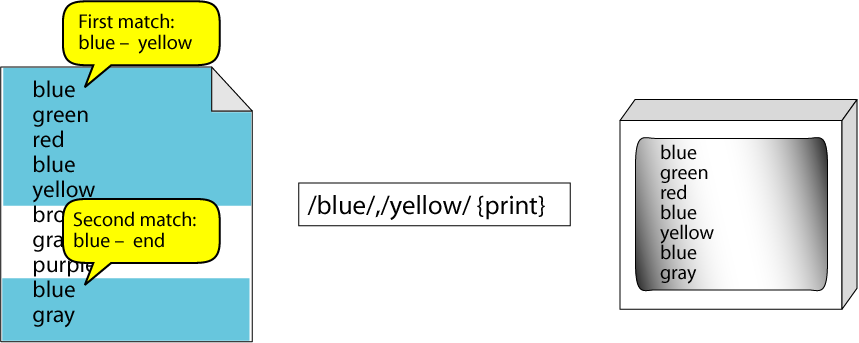 First match:
blue – yellow
blue
green
red
blue
yellow
Second match:
blue – end
purple
blue
gray
/blue/,/yellow/ {print}
blue
green
red
blue
yellow
blue
gray